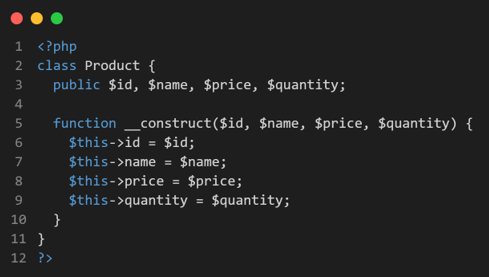 1 <?php
2 class Product {
3   public $id, $name, $price, $quantity;
4
5   function __construct($id, $name, $price, $quantity) {
6     $this->id = $id;
7     $this->name = $name;
8     $this->price = $price;
9     $this->quantity = $quantity;
10   }
11 }
12 ?>